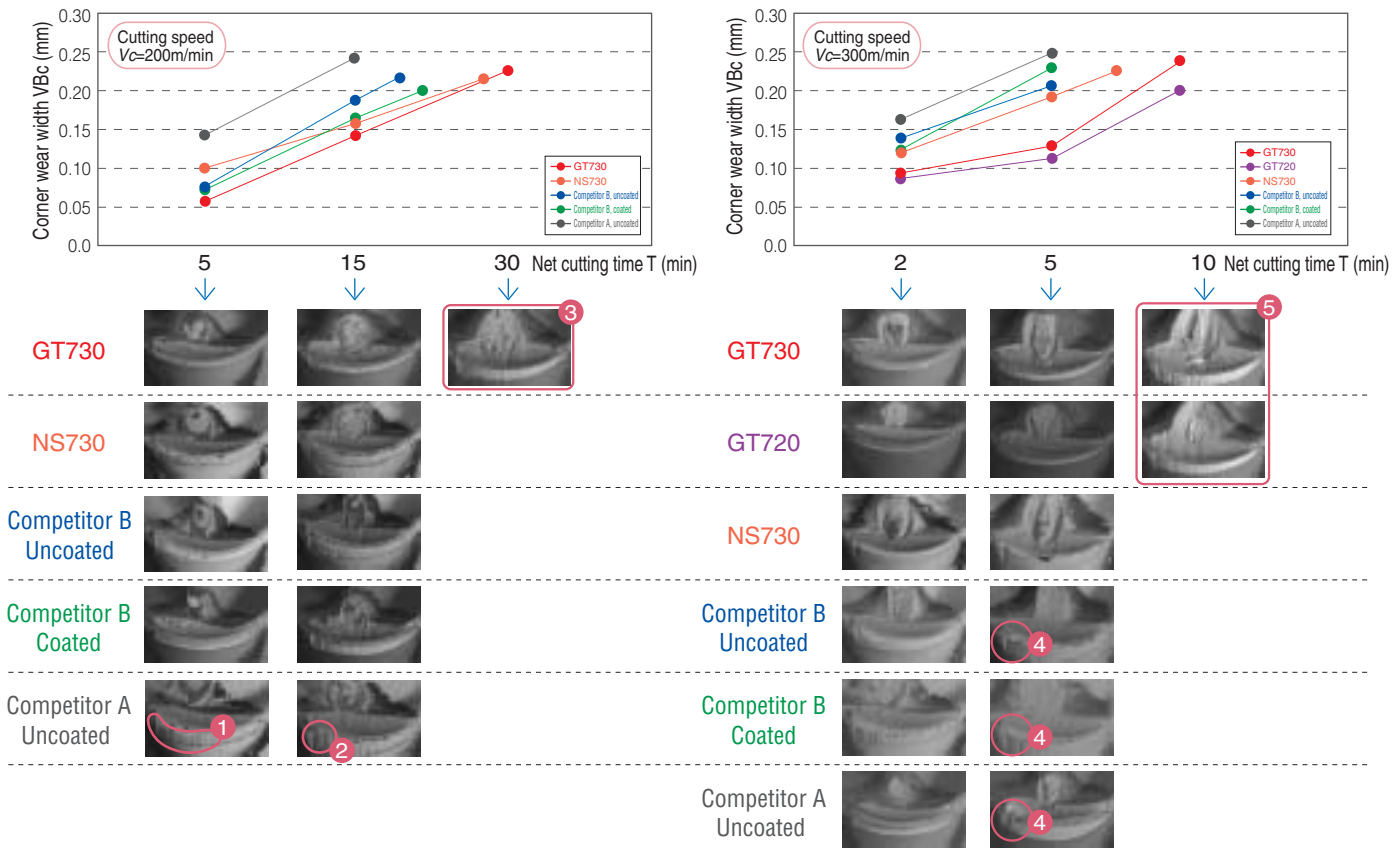 0.30
0.25
0.20
0.15
0.10
0.05
0.0
Corner wear width VBc (mm)
Cutting speed
Vc=200m/min
GT730
NS730
Competitor B, uncoated
Competitor B, coated
Competitor A, uncoated
5 15 30 Net cutting time T (min)
GT730
3
NS730
Competitor B
Uncoated
Competitor B
Coated
Competitor A
Uncoated
1
2
0.30
0.25
0.20
0.15
0.10
0.05
0.0
Corner wear width VBc (mm)
Cutting speed
Vc=300m/min
GT730
GT720
NS730
Competitor B, uncoated
Competitor B, coated
Competitor A, uncoated
2 5 10 Net cutting time T (min)
GT730
5
GT720
NS730
Competitor B
Uncoated
4
Competitor B
Coated
4
Competitor A
Uncoated
4